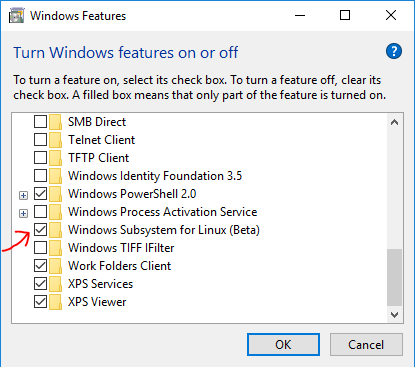 Windows Features
Turn Windows features on or off
?
To turn a feature on, select its check box. To turn a feature off, clear its
check box. A filled box means that only part of the feature is turned on.
SMB Direct
Telnet Client
TFTP Client
Windows Identity Foundation 3.5
Windows PowerShell 2.0
Windows Process Activation Service
Windows Subsystem for Linux (Beta)
Windows TIFF IFilter
Work Folders Client
XPS Services
XPS Viewer
OK
Cancel